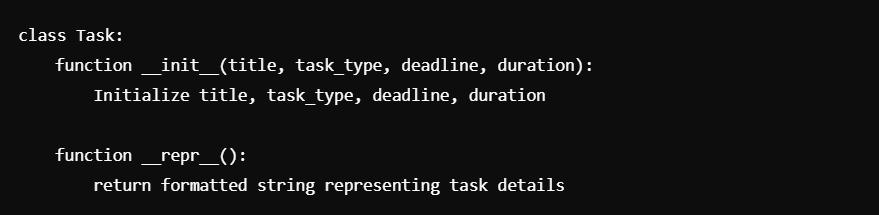 class Task:
function __init__(title, task_type, deadline, duration):
Initialize title, task_type, deadline, duration
function __repr__():
return formatted string representing task details